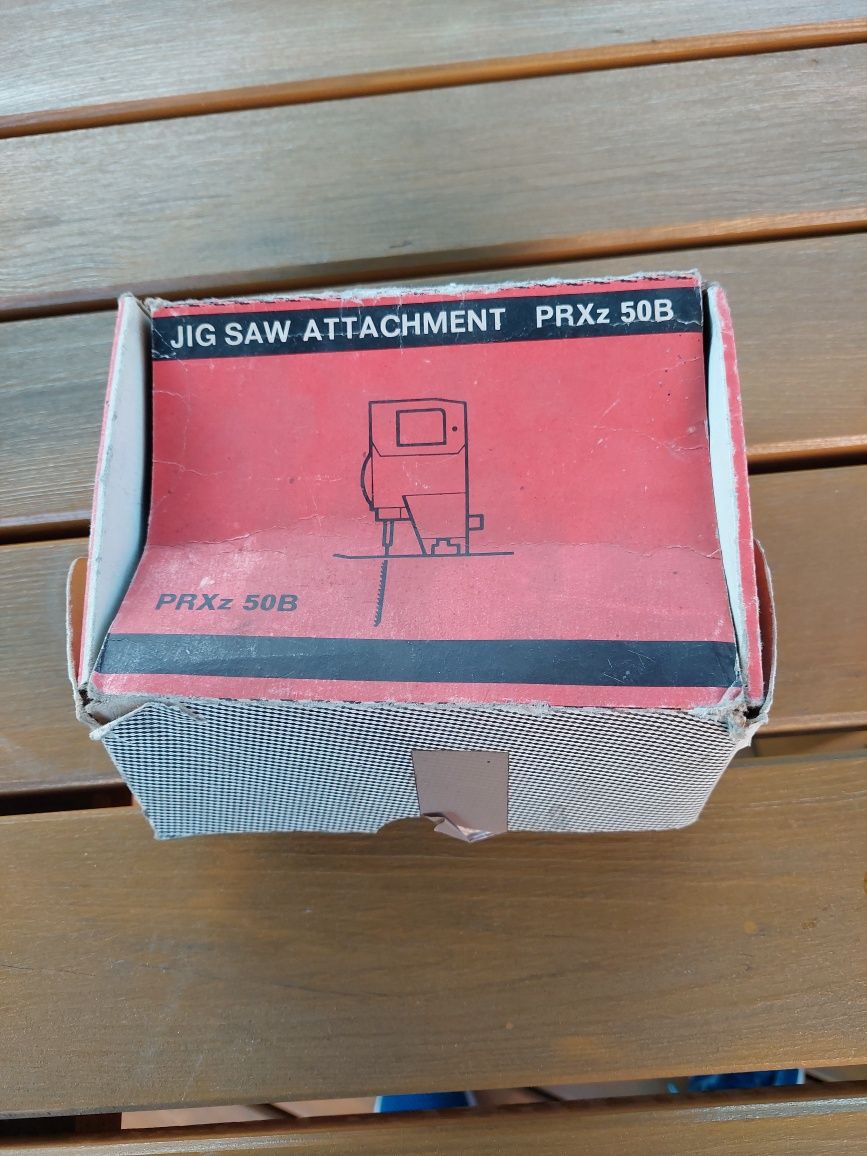 JIG SAW ATTACHMENT PRXz 50B
PRXz 50B